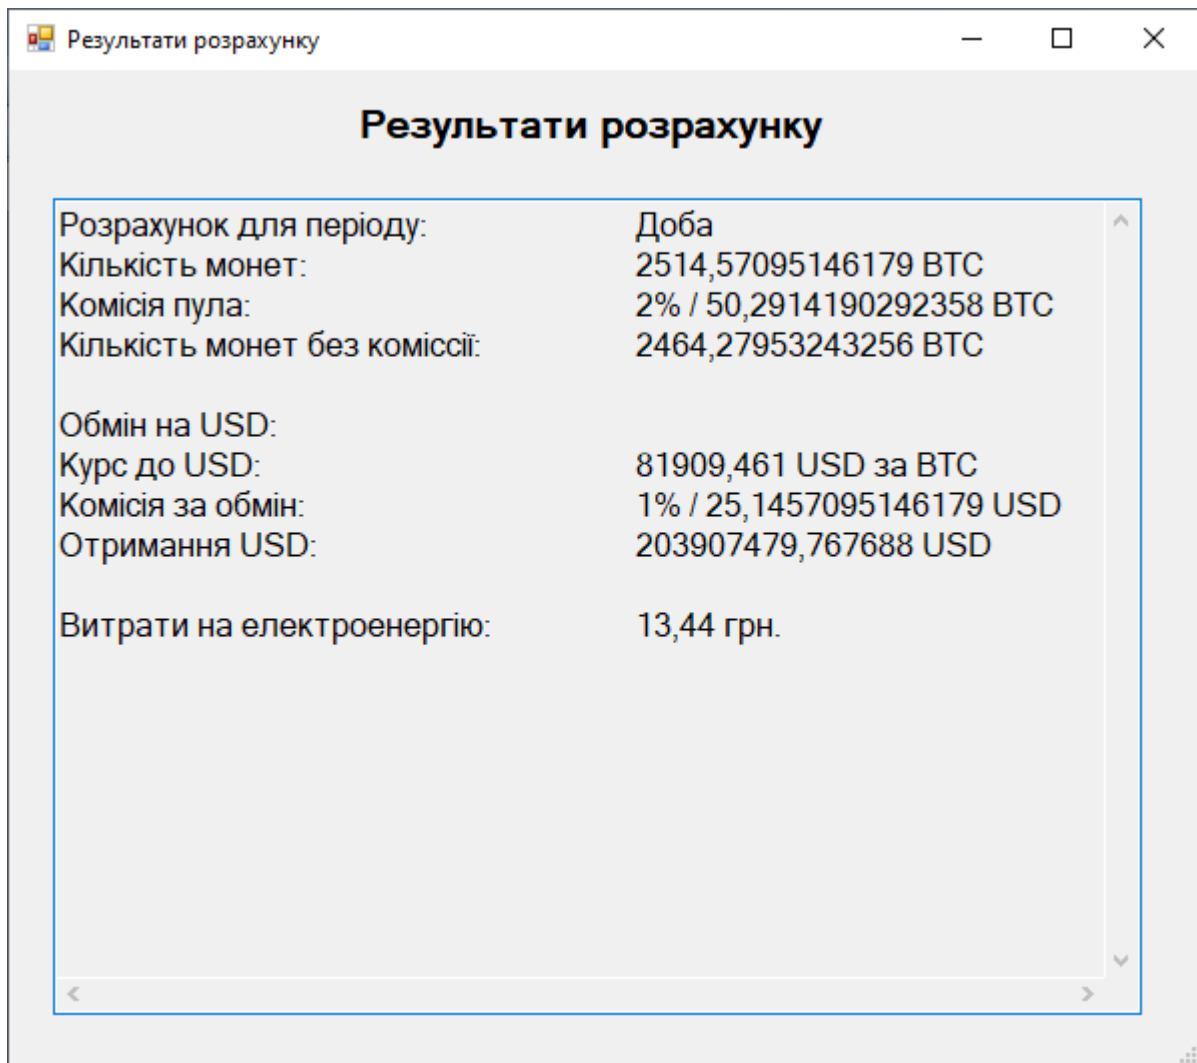 Результати розрахунку
Результати розрахунку
Розрахунок для періоду: Доба
Кількість монет: 2514,57095146179 BTC
Комісія пула: 2% / 50,2914190292358 BTC
Кількість монет без коміссії: 2464,27953243256 BTC
Обмін на USD:
Курс до USD: 81909,461 USD за BTC
Комісія за обмін: 1% / 25,1457095146179 USD
Отримання USD: 203907479,767688 USD
Витрати на електроенергію: 13,44 грн.